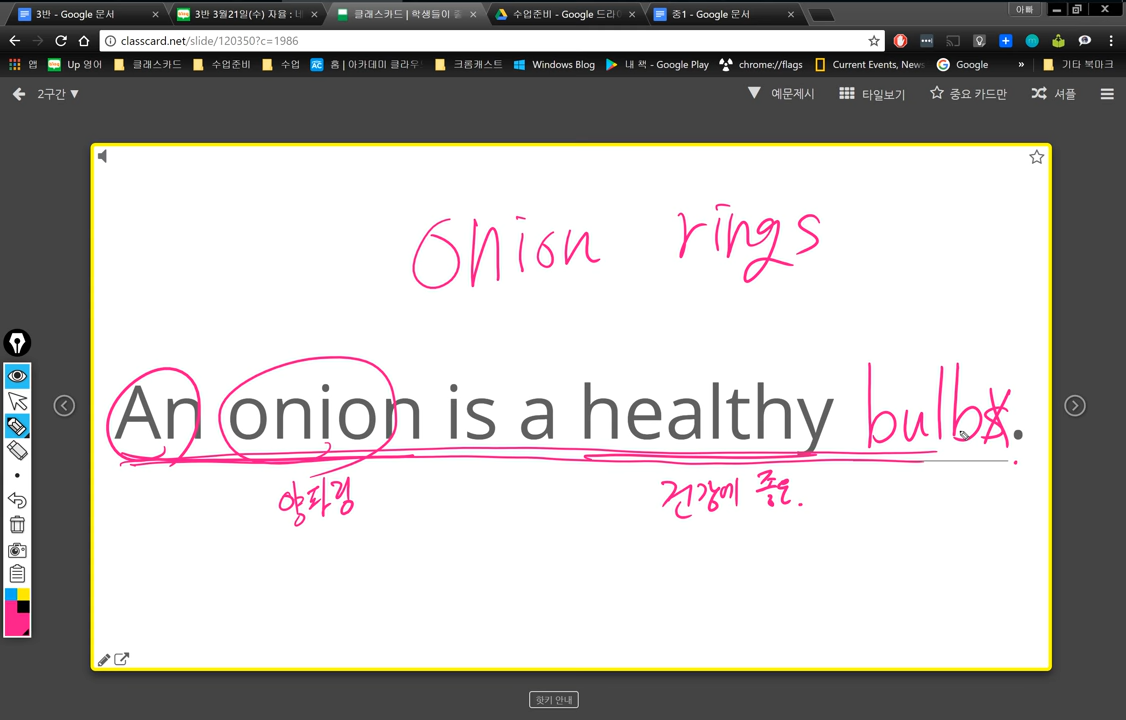 3반 - Google 문서
3반 3월21일(수) 자율 : 네
클래스카드 | 학생들이 좋
수업준비 - Google 드라이
중1 - Google 문서
아빠
classcard.net/slide/120350?c=1986
앱 Up 영어 클래스카드 수업준비 수업 홈 | 아카데미 클라우 크롬캐스트 Windows Blog 내 책 - Google Play chrome://flags Current Events, News Google » 기타 북마크
2구간 ▼ 예문제시 타일보기 중요 카드만 셔플
onion rings
An onion is a healthy bulb.
양파링 건강에 좋은.
핫키 안내